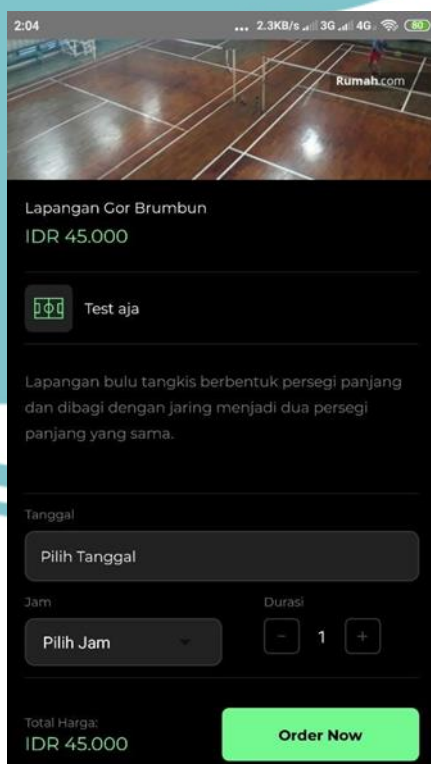 2:04
... 2.3KB/s 3G 4G 80
Rumah.com
Lapangan Gor Brumbun
IDR 45.000
Test aja
Lapangan bulu tangkis berbentuk persegi panjang
dan dibagi dengan jaring menjadi dua persegi
panjang yang sama.
Tanggal
Pilih Tanggal
Jam
Durasi
Pilih Jam
- 1 +
Total Harga:
IDR 45.000
Order Now